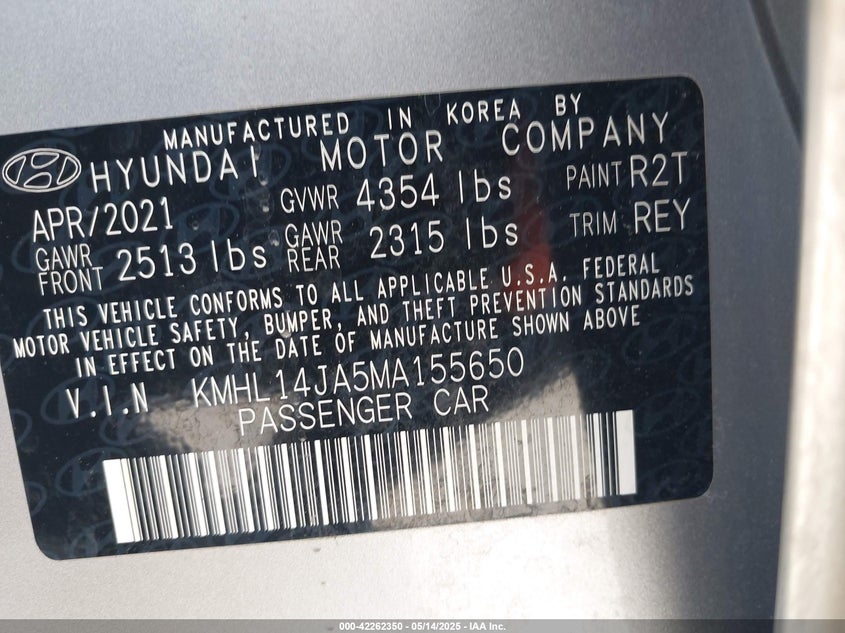 MANUFACTURED IN KOREA BY
HYUNDAI MOTOR COMPANY
APR/2021 GVWR 4354 lbs PAINT R2T
GAWR FRONT 2513 lbs GAWR REAR 2315 lbs TRIM REY
THIS VEHICLE CONFORMS TO ALL APPLICABLE U.S.A. FEDERAL
MOTOR VEHICLE SAFETY, BUMPER, AND THEFT PREVENTION STANDARDS
IN EFFECT ON THE DATE OF MANUFACTURE SHOWN ABOVE
V.I.N KMHL14JA5MA155650
PASSENGER CAR
000-42262350 - 05/14/2025 - IAA Inc.